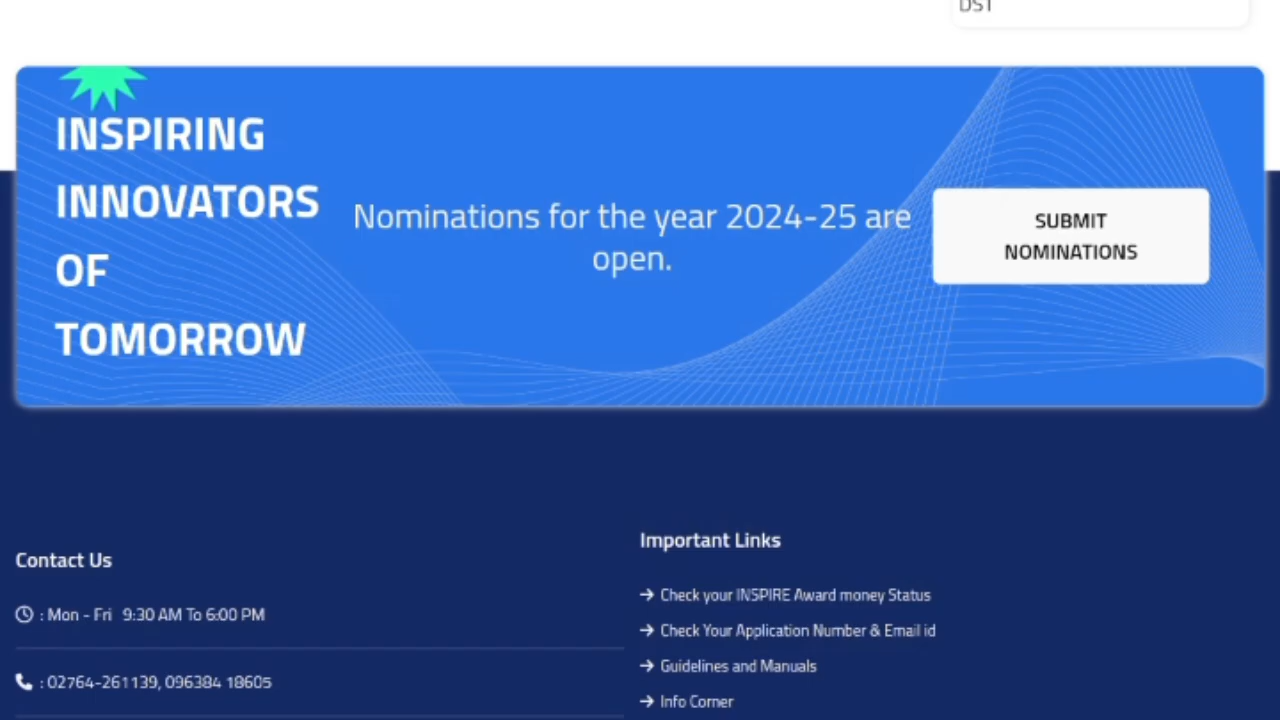 DST
INSPIRING
INNOVATORS
OF
TOMORROW
Nominations for the year 2024-25 are
open.
SUBMIT
NOMINATIONS
Contact Us
: Mon - Fri 9:30 AM To 6:00 PM
: 02764-261139, 096384 18605
Important Links
Check your INSPIRE Award money Status
Check Your Application Number & Email id
Guidelines and Manuals
Info Corner